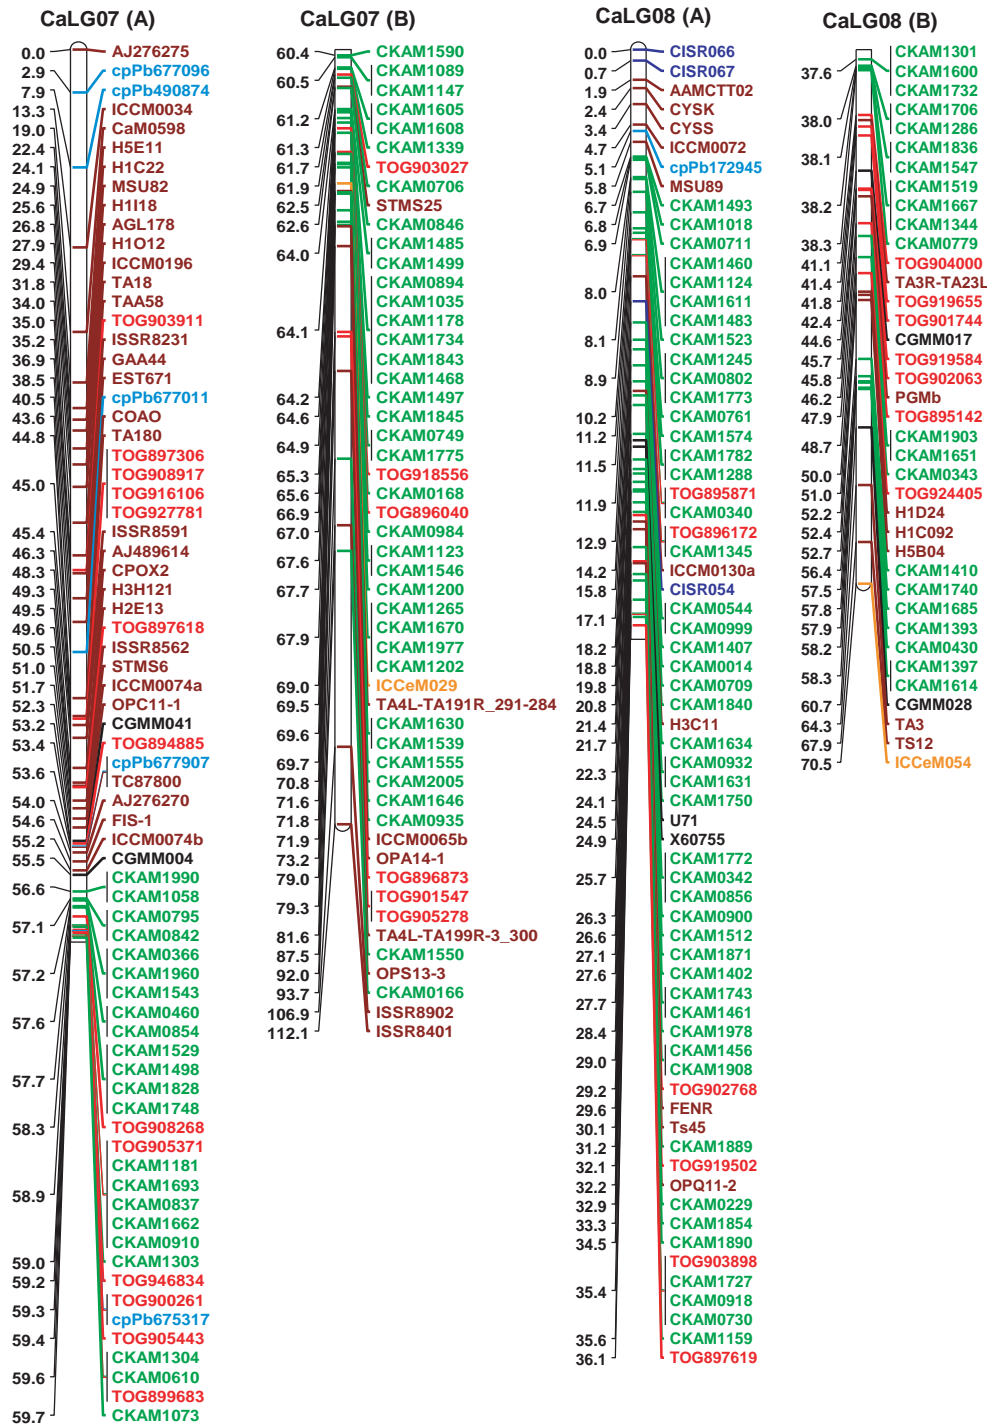 CaLG07 (A)
0.0 AJ276275
2.9 cpPb677096
7.9 cpPb490874
13.3 ICCM0034
19.0 CaM0598
22.4 H5E11
24.1 H1C22
24.9 MSU82
25.6 H1I18
26.8 AGL178
27.9 H1O12
29.4 ICCM0196
31.8 TA18
34.0 TAA58
35.0 TOG903911
35.2 ISSR8231
36.9 GAA44
38.5 EST671
40.5 cpPb677011
43.6 COAO
44.8 TA180
TOG897306
TOG908917
45.0 TOG916106
TOG927781
45.4 ISSR8591
46.3 AJ489614
48.3 CPOX2
49.3 H3H121
49.5 H2E13
49.6 TOG897618
50.5 ISSR8562
51.0 STMS6
51.7 ICCM0074a
52.3 OPC11-1
53.2 CGMM041
53.4 TOG894885
cpPb677907
53.6 TC87800
54.0 AJ276270
54.6 FIS-1
55.2 ICCM0074b
55.5 CGMM004
CKAM1990
56.6 CKAM1058
CKAM0795
57.1 CKAM0842
CKAM0366
57.2 CKAM1960
CKAM1543
CKAM0460
57.6 CKAM0854
CKAM1529
CKAM1498
57.7 CKAM1828
CKAM1748
58.3 TOG908268
TOG905371
CKAM1181
CKAM1693
58.9 CKAM0837
CKAM1662
CKAM0910
59.0 CKAM1303
59.2 TOG946834
TOG900261
59.3 cpPb675317
59.4 TOG905443
CKAM1304
59.6 CKAM0610
TOG899683
59.7 CKAM1073
CaLG07 (B)
60.4 CKAM1590
CKAM1089
60.5 CKAM1147
CKAM1605
61.2 CKAM1608
61.3 CKAM1339
61.7 TOG903027
61.9 CKAM0706
62.5 STMS25
62.6 CKAM0846
CKAM1485
64.0 CKAM1499
CKAM0894
CKAM1035
CKAM1178
64.1 CKAM1734
CKAM1843
CKAM1468
64.2 CKAM1497
64.6 CKAM1845
CKAM0749
64.9 CKAM1775
65.3 TOG918556
65.6 CKAM0168
66.9 TOG896040
67.0 CKAM0984
CKAM1123
67.6 CKAM1546
67.7 CKAM1200
CKAM1265
CKAM1670
67.9 CKAM1977
CKAM1202
69.0 ICCeM029
69.5 TA4L-TA191R_291-284
CKAM1630
69.6 CKAM1539
69.7 CKAM1555
70.8 CKAM2005
71.6 CKAM1646
71.8 CKAM0935
71.9 ICCM0065b
73.2 OPA14-1
79.0 TOG896873
TOG901547
79.3 TOG905278
81.6 TA4L-TA199R-3_300
87.5 CKAM1550
92.0 OPS13-3
93.7 CKAM0166
106.9 ISSR8902
112.1 ISSR8401
CaLG08 (A)
0.0 CISR066
0.7 CISR067
1.9 AAMCTT02
2.4 CYSK
3.4 CYSS
4.7 ICCM0072
5.1 cpPb172945
5.8 MSU89
6.7 CKAM1493
6.8 CKAM1018
6.9 CKAM0711
CKAM1460
CKAM1124
8.0 CKAM1611
CKAM1483
8.1 CKAM1523
CKAM1245
8.9 CKAM0802
CKAM1773
10.2 CKAM0761
11.2 CKAM1574
CKAM1782
11.5 CKAM1288
TOG895871
11.9 CKAM0340
TOG896172
12.9 CKAM1345
14.2 ICCM0130a
15.8 CISR054
CKAM0544
17.1 CKAM0999
18.2 CKAM1407
18.8 CKAM0014
19.8 CKAM0709
20.8 CKAM1840
21.4 H3C11
21.7 CKAM1634
CKAM0932
22.3 CKAM1631
24.1 CKAM1750
24.5 U71
24.9 X60755
CKAM1772
25.7 CKAM0342
CKAM0856
26.3 CKAM0900
26.6 CKAM1512
27.1 CKAM1871
27.6 CKAM1402
CKAM1743
27.7 CKAM1461
28.4 CKAM1978
CKAM1456
29.0 CKAM1908
29.2 TOG902768
29.6 FENR
30.1 Ts45
31.2 CKAM1889
32.1 TOG919502
32.2 OPQ11-2
32.9 CKAM0229
33.3 CKAM1854
34.5 CKAM1890
TOG903898
CKAM1727
35.4 CKAM0918
CKAM0730
35.6 CKAM1159
36.1 TOG897619
CaLG08 (B)
CKAM1301
37.6 CKAM1600
CKAM1732
CKAM1706
38.0 CKAM1286
CKAM1836
38.1 CKAM1547
CKAM1519
38.2 CKAM1667
CKAM1344
38.3 CKAM0779
41.1 TOG904000
41.4 TA3R-TA23L
41.8 TOG919655
42.4 TOG901744
44.6 CGMM017
45.7 TOG919584
45.8 TOG902063
46.2 PGMb
47.9 TOG895142
CKAM1903
48.7 CKAM1651
50.0 CKAM0343
51.0 TOG924405
52.2 H1D24
52.4 H1C092
52.7 H5B04
56.4 CKAM1410
57.5 CKAM1740
57.8 CKAM1685
57.9 CKAM1393
58.2 CKAM0430
CKAM1397
58.3 CKAM1614
60.7 CGMM028
64.3 TA3
67.9 TS12
70.5 ICCeM054